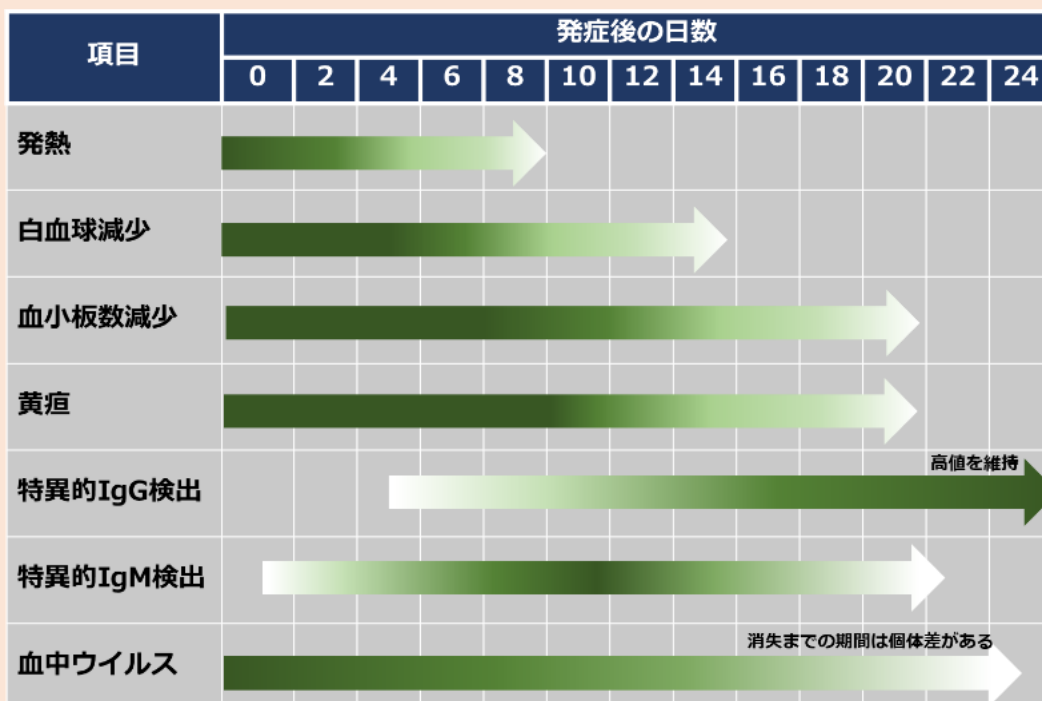 項目
発症後の日数
0 2 4 6 8 10 12 14 16 18 20 22 24
発熱
白血球減少
血小板数減少
黄疸
高値を維持
特異的IgG検出
特異的IgM検出
消失までの期間は個体差がある
血中ウイルス